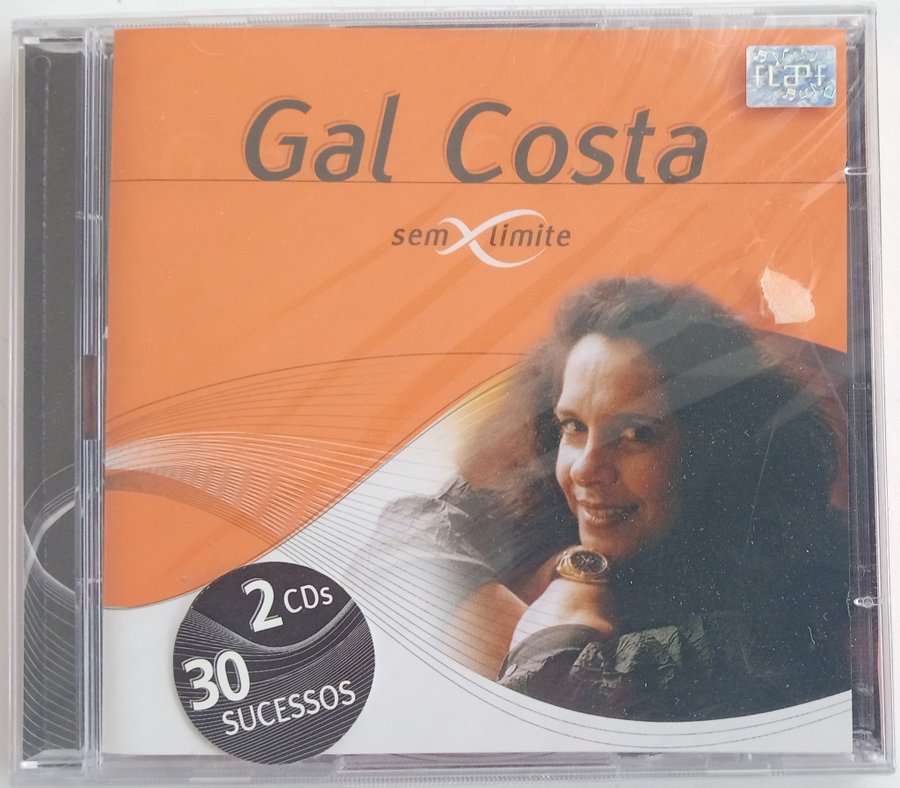 Gal Costa
sem limite
2 CDs
30
SUCESSOS